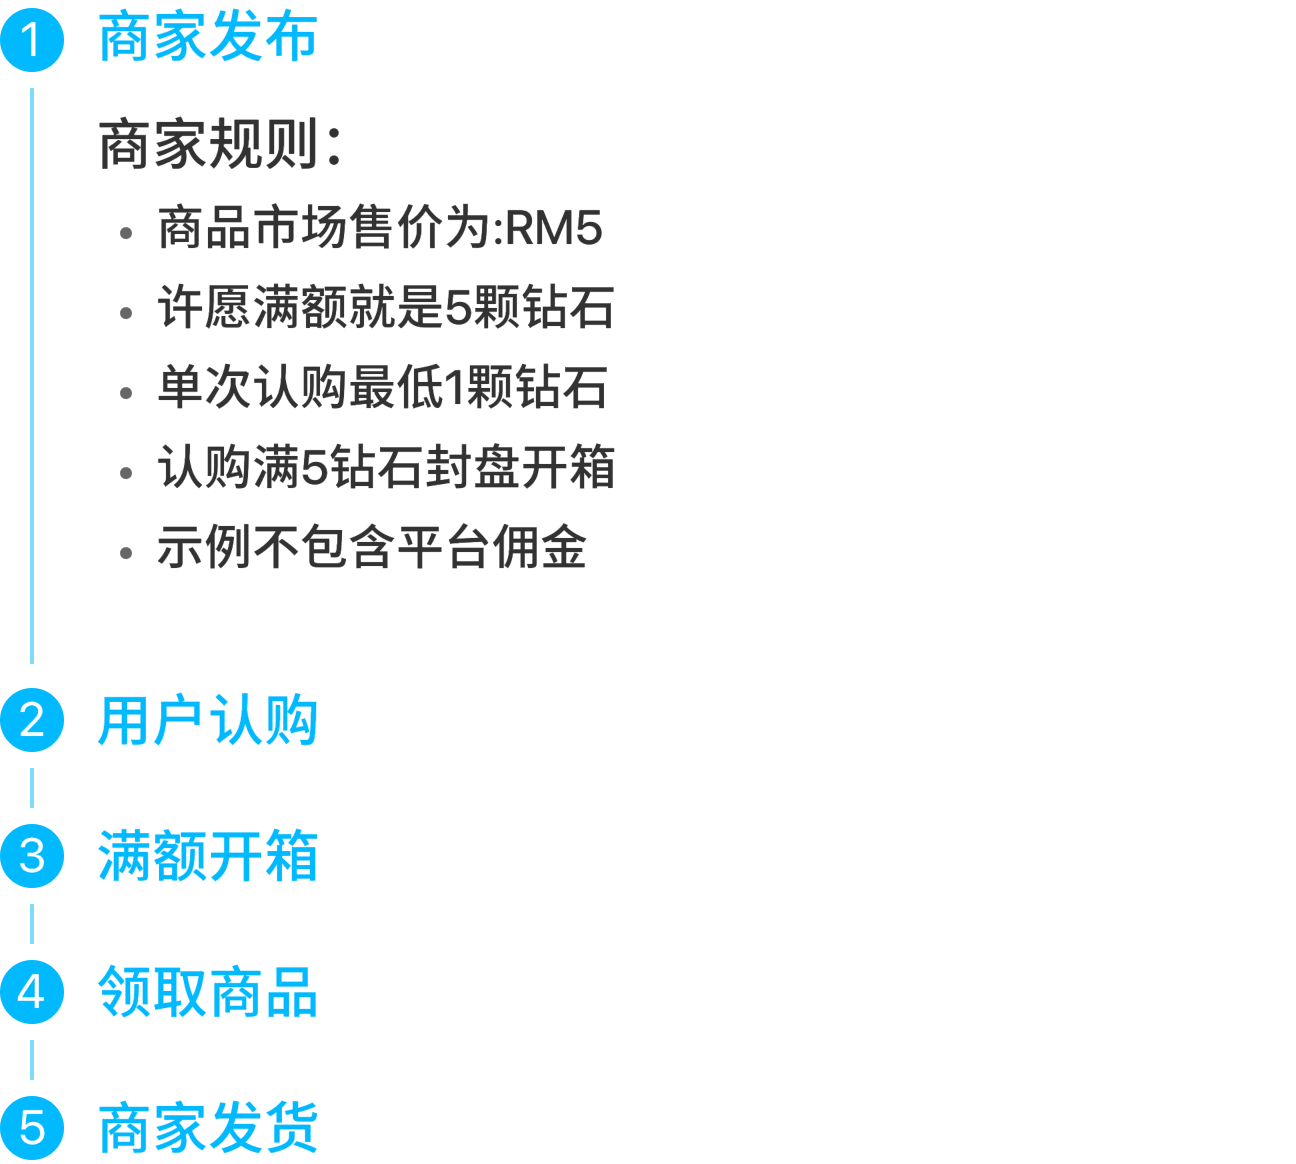 1 商家发布
商家规则：
• 商品市场售价为:RM5
• 许愿满额就是5颗钻石
• 单次认购最低1颗钻石
• 认购满5钻石封盘开箱
• 示例不包含平台佣金
2 用户认购
3 满额开箱
4 领取商品
5 商家发货